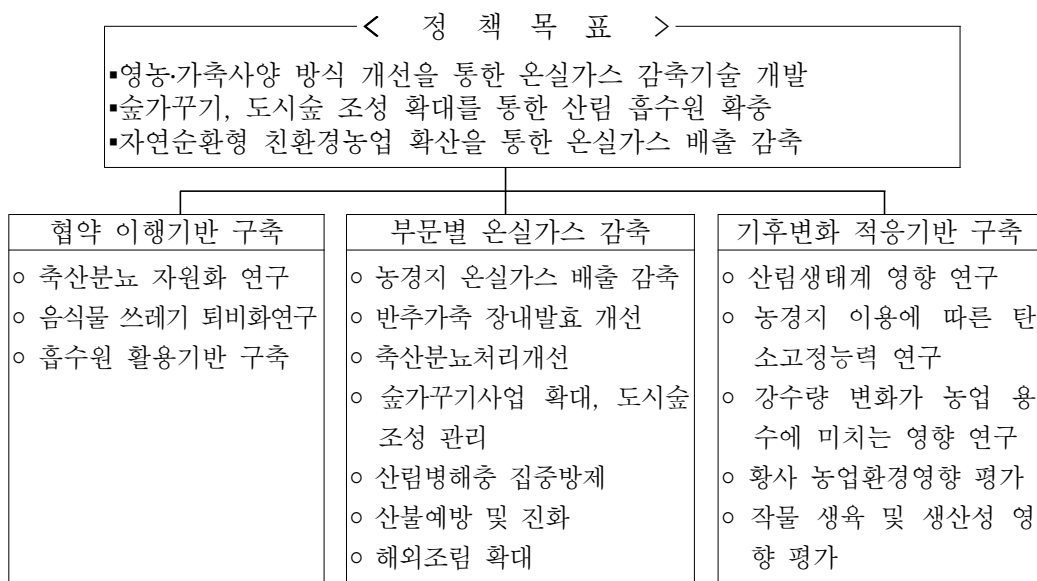 < 정 책 목 표 >
▪영농·가축사양 방식 개선을 통한 온실가스 감축기술 개발
▪숲가꾸기, 도시숲 조성 확대를 통한 산림 흡수원 확충
▪자연순환형 친환경농업 확산을 통한 온실가스 배출 감축
협약 이행기반 구축
○ 축산분뇨 자원화 연구
○ 음식물 쓰레기 퇴비화연구
○ 흡수원 활용기반 구축
부문별 온실가스 감축
○ 농경지 온실가스 배출 감축
○ 반추가축 장내발효 개선
○ 축산분뇨처리개선
○ 숲가꾸기사업 확대, 도시숲
조성 관리
○ 산림병해충 집중방제
○ 산불예방 및 진화
○ 해외조림 확대
기후변화 적응기반 구축
○ 산림생태계 영향 연구
○ 농경지 이용에 따른 탄
소고정능력 연구
○ 강수량 변화가 농업 용
수에 미치는 영향 연구
○ 황사 농업환경영향 평가
○ 작물 생육 및 생산성 영
향 평가